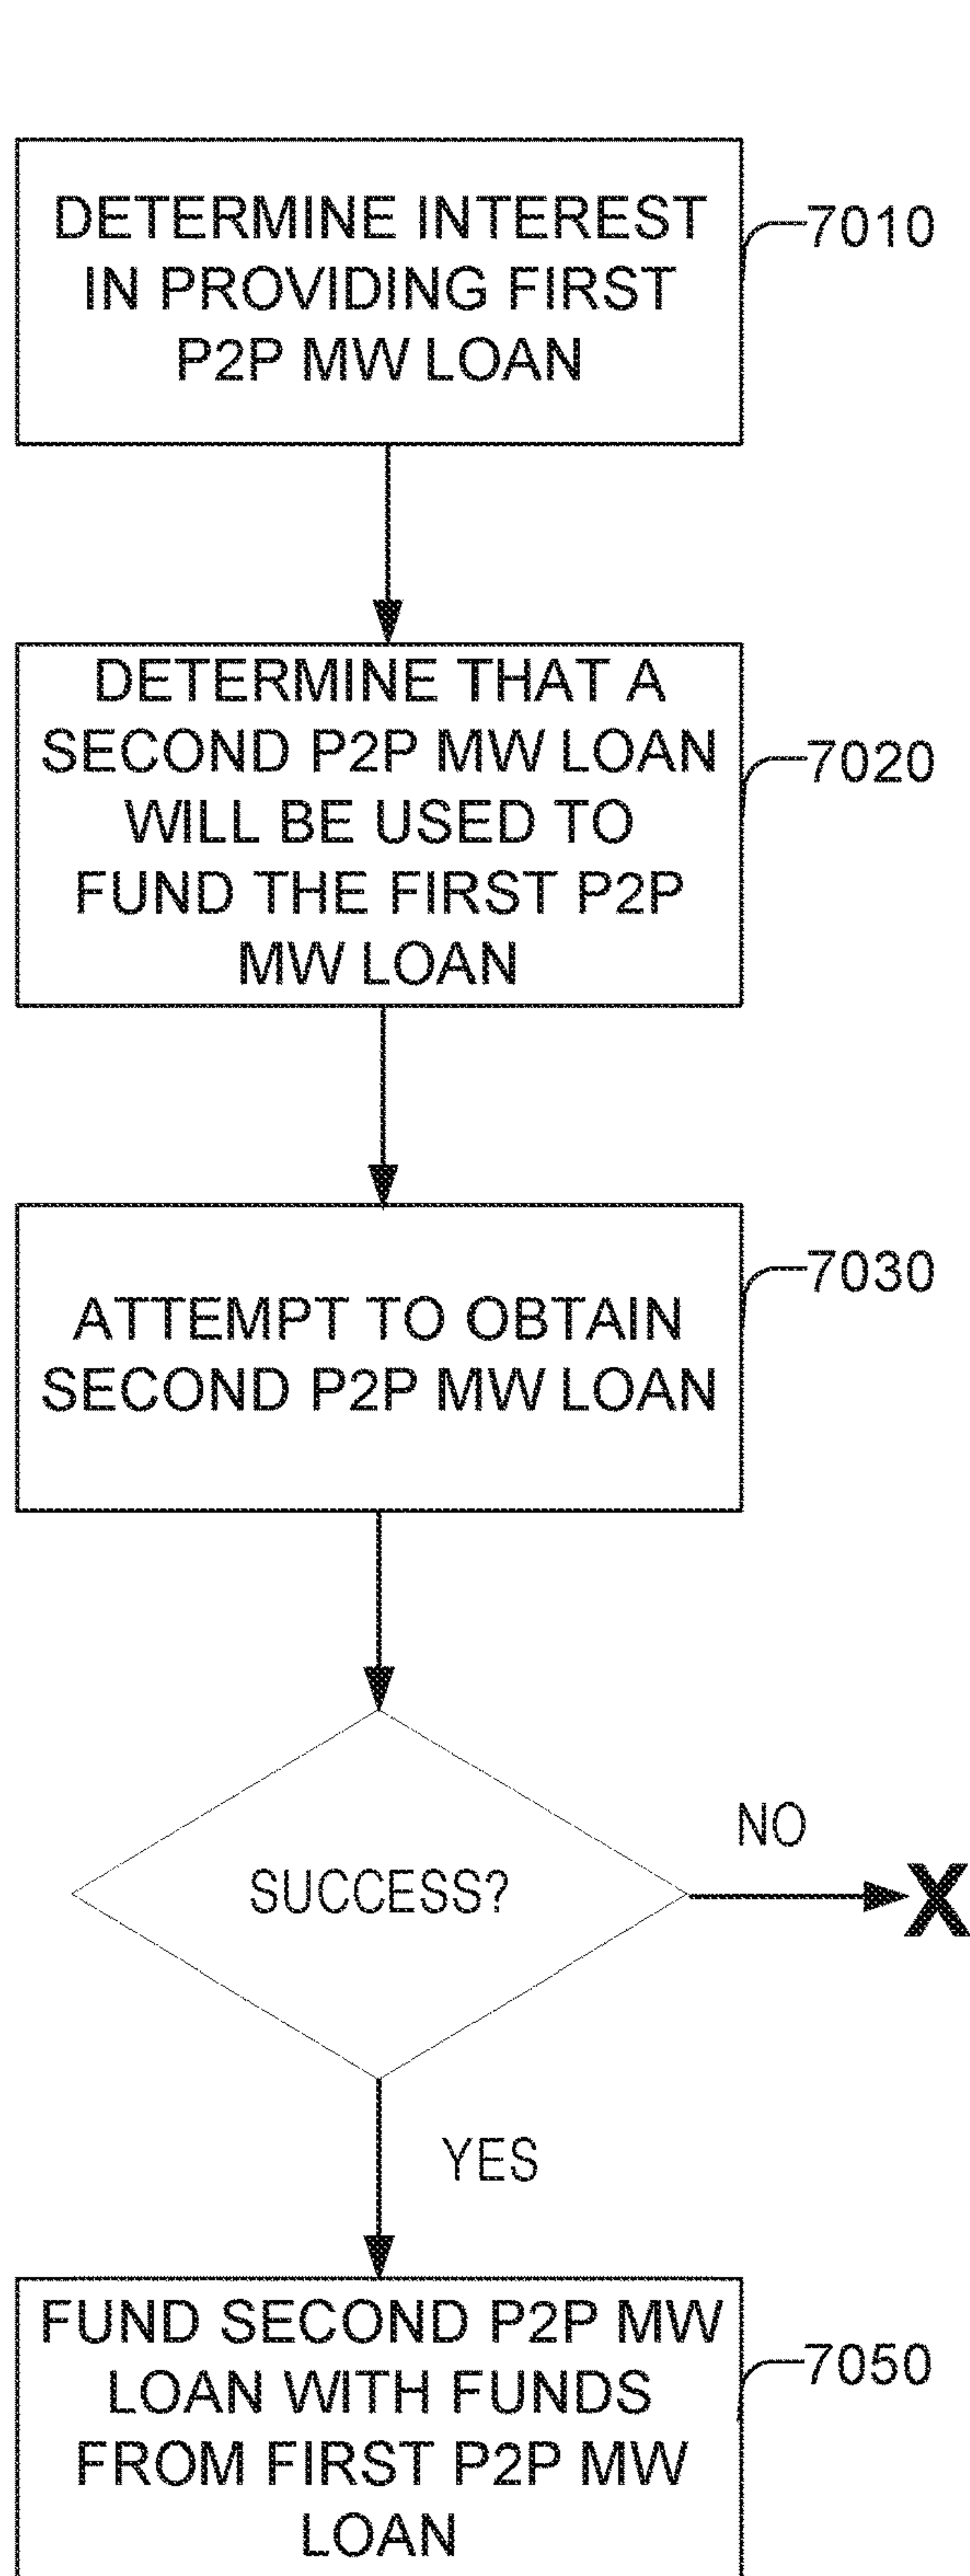 DETERMINE INTEREST
IN PROVIDING FIRST
P2P MW LOAN
7010
DETERMINE THAT A
SECOND P2P MW LOAN
WILL BE USED TO
FUND THE FIRST P2P
MW LOAN
7020
ATTEMPT TO OBTAIN
SECOND P2P MW LOAN
7030
SUCCESS?
NO
X
YES
FUND SECOND P2P MW
LOAN WITH FUNDS
FROM FIRST P2P MW
LOAN
7050